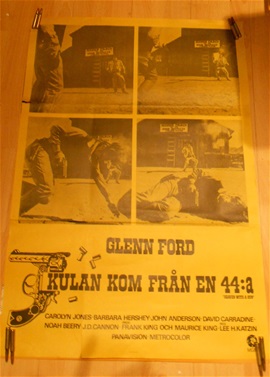 GLENN FORD
KULAN KOM FRÅN EN 44:a
CAROLYN JONES BARBARA HERSHEY JOHN ANDERSON DAVID CARRADINE
NOAH BEERY J.D. CANNON FRANK KING OCH MAURICE KING LEE H. KATZIN
PANAVISION METROCOLOR